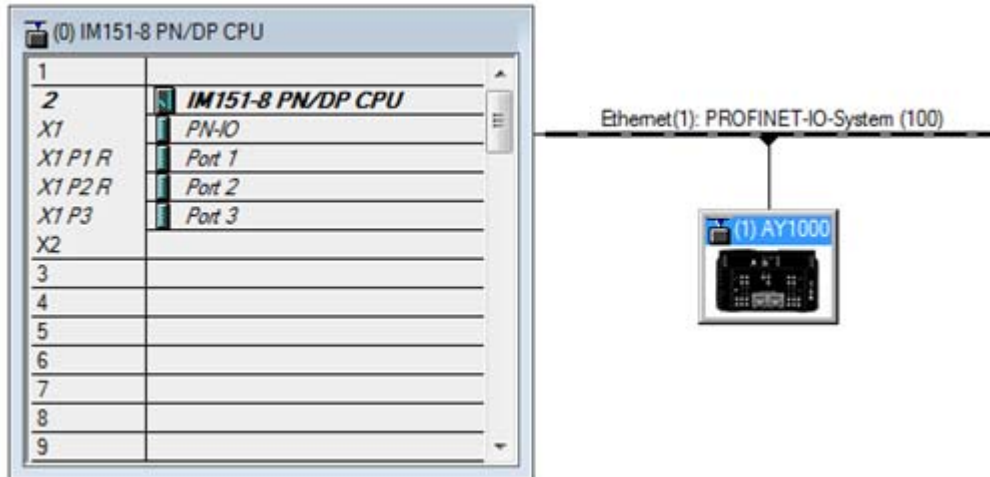 (0) IM151-8 PN/DP CPU
1
2 IM151-8 PN/DP CPU
X1 PN-IO
X1 P1 R Port 1
X1 P2 R Port 2
X1 P3 Port 3
X2
3
4
5
6
7
8
9
Ethernet(1): PROFINET-IO-System (100)
(1) AY1000